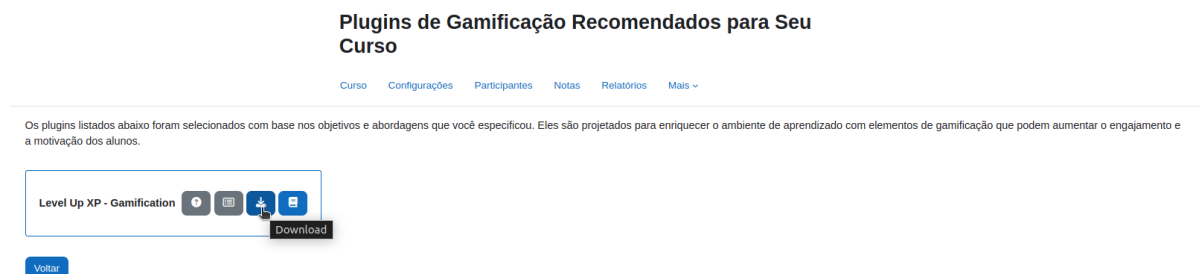 Plugins de Gamificação Recomendados para Seu
Curso
Curso Configurações Participantes Notas Relatórios Mais
Os plugins listados abaixo foram selecionados com base nos objetivos e abordagens que você especificou. Eles são projetados para enriquecer o ambiente de aprendizado com elementos de gamificação que podem aumentar o engajamento e
a motivação dos alunos.
Level Up XP - Gamification
Download
Voltar